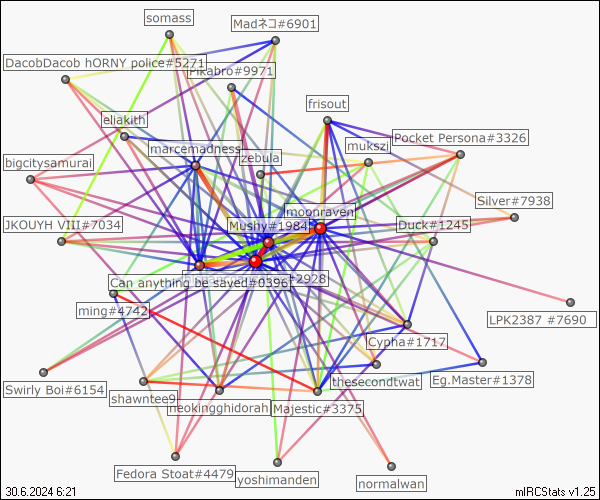 somass
Madネコ#6901
DacobDacob hORNY police#5271
Pikabro#9971
frisout
eliakith
marcemadness
mukszi
Pocket Persona#3326
zebula
bigcitysamurai
Silver#7938
moonraven
JKOUYH VIII#7034
Mushy#1984
Duck#1245
Can anything be saved#0396
#2928
ming#4742
LPK2387 #7690
Cypha#1717
Swirly Boi#6154
shawntee9
thesecondtwat
Eg.Master#1378
neokingghidorah
Majestic#3375
Fedora Stoat#4479
yoshimanden
normalwan
30.6.2024 6:21
mIRCStats v1.25